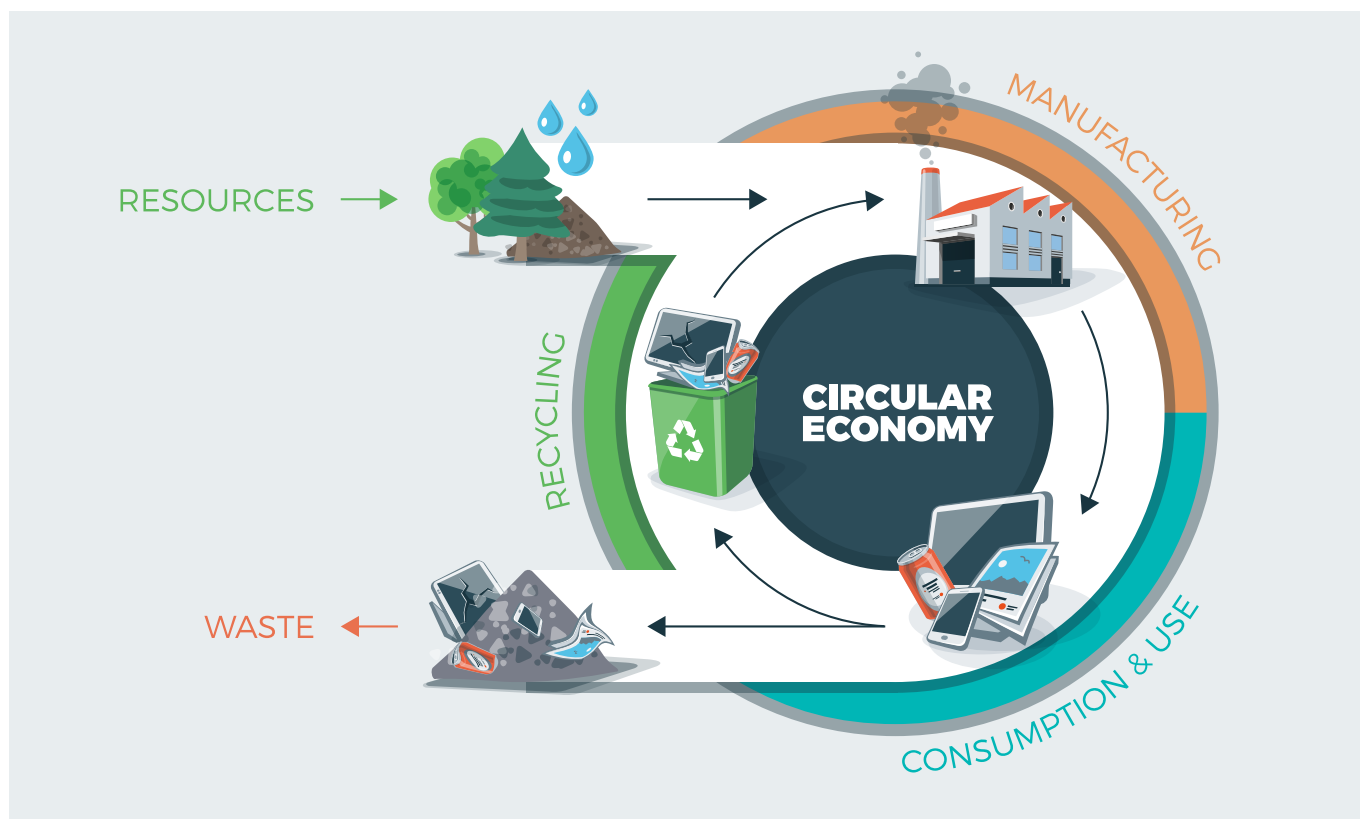 MANUFACTURING
RESOURCES
RECYCLING
CIRCULAR
ECONOMY
WASTE
CONSUMPTION & USE